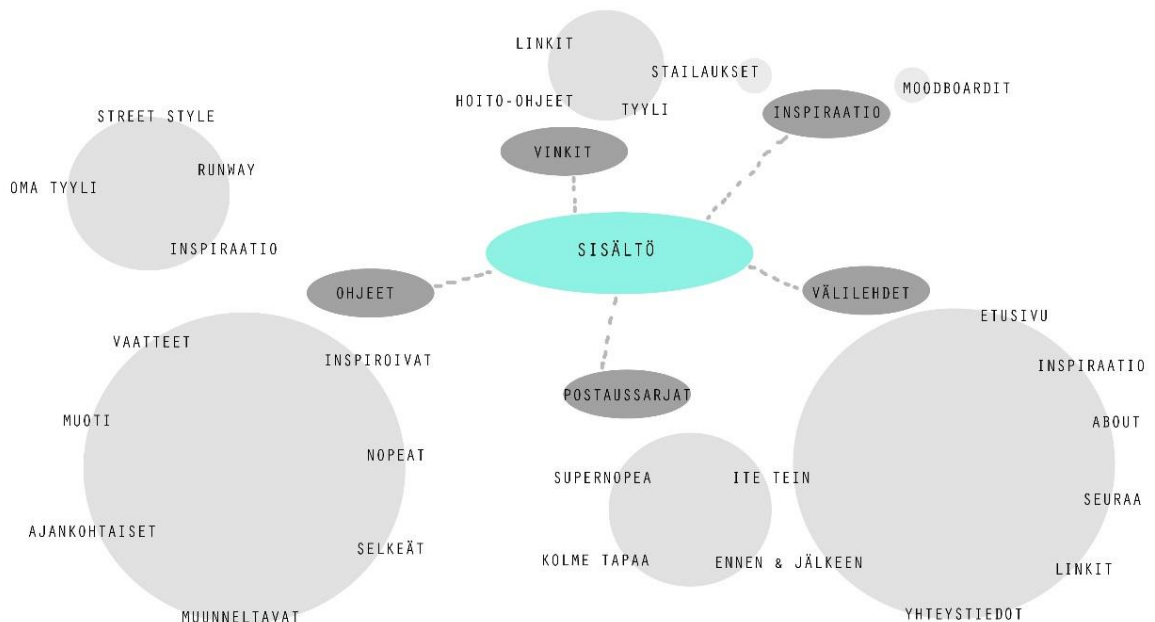 LINKIT
STAILAUKSET
MOODBOARDIT
HOITO-OHJEET
TYYLI
INSPIRAATIO
STREET STYLE
VINKIT
RUNWAY
OMA TYYLI
INSPIRAATIO
SISÄLTÖ
OHJEET
VÄLILEHDET
ETUSIVU
VAATTEET
INSPIROIVAT
INSPIRAATIO
POSTAUSSARJAT
MUOTI
ABOUT
NOPEAT
SUPERNOPEA
ITE TEIN
SEURAA
AJANKOHTAISET
SELKEÄT
KOLME TAPAA
ENNEN & JÄLKEEN
LINKIT
MUUNNELTAVAT
YHTEYSTIEDOT